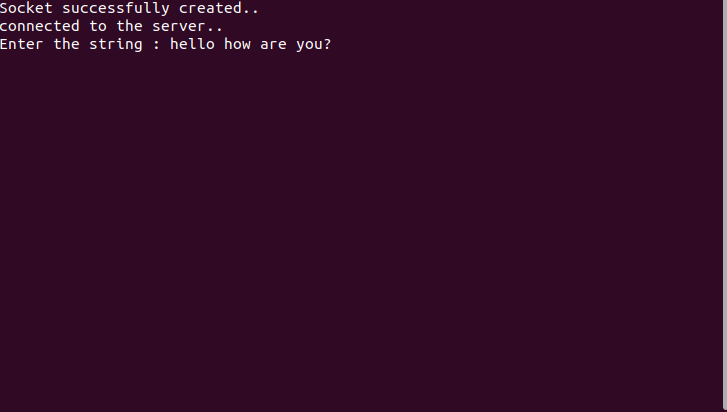 Socket successfully created..
connected to the server..
Enter the string : hello how are you?